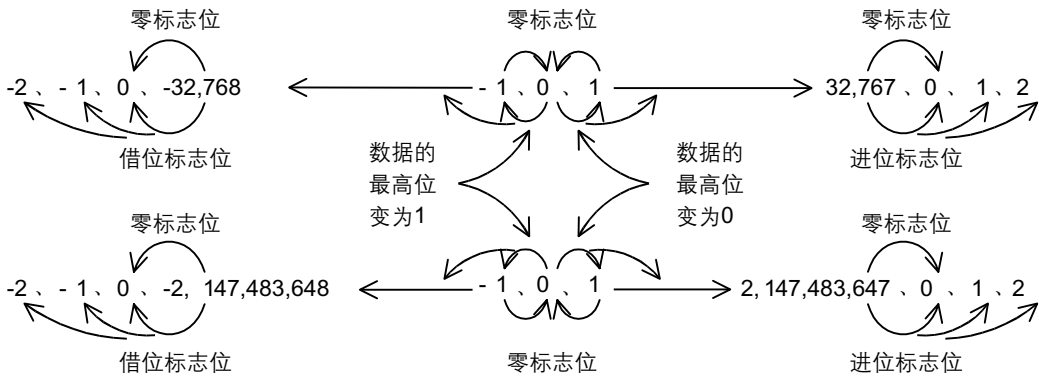 零标志位 零标志位 零标志位
-2、- 1、0、-32,768 - 1、0、1 32,767 、0、1、2
借位标志位 进位标志位
数据的 数据的
最高位 最高位
变为1 变为0
零标志位 零标志位
-2、- 1、0、-2, 147,483,648 - 1、0、1 2, 147,483,647 、0、1、2
借位标志位 零标志位 进位标志位